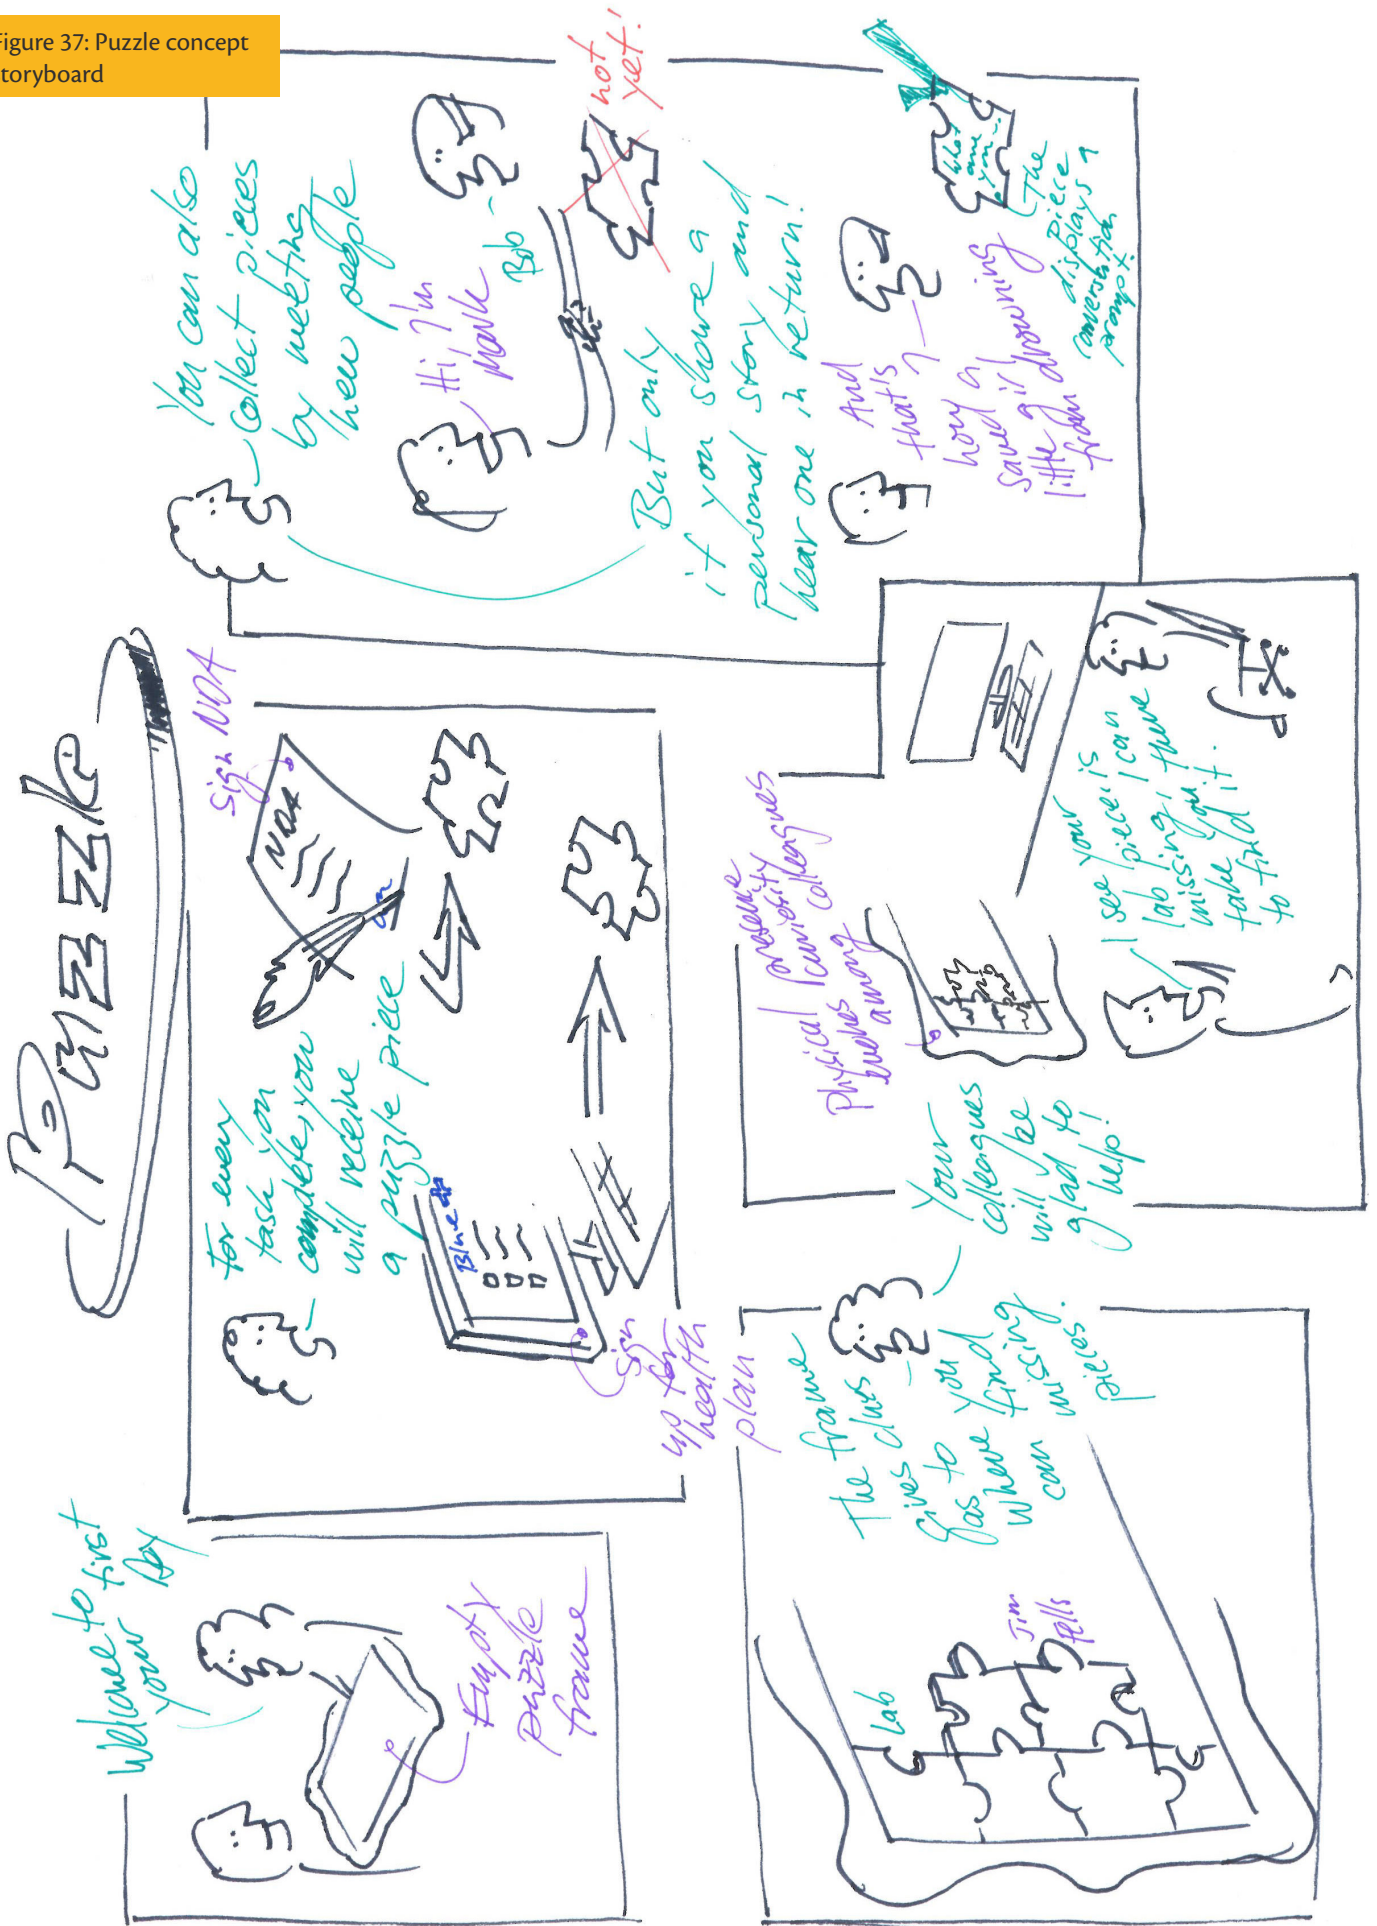 Figure 37: Puzzle concept
storyboard
Puzzle
Welcome to
your first
day
Empty
puzzle
frame
For every
task you
complete, you
will receive
a puzzle piece
Sign NDA
NDA
Blue
Sign
up for
health
plan
You can also
collect pieces
by meeting
new people
Hi, I'm
Mark
Bob
not
yet!
But only
if you share a
personal story and
hear one in return!
And
that's
how I
saved a
little girl
from drowning
What
are
you...
The
piece
displays a
conversation
prompt.
The frame
gives clues
as to you
where find
can missing
pieces.
Lab
Jim
Your
colleagues
will be
glad to
help!
Physical presence
evokes curiosity
among colleagues
I see your
lab piece is
missing, I can
take you there
to find it.